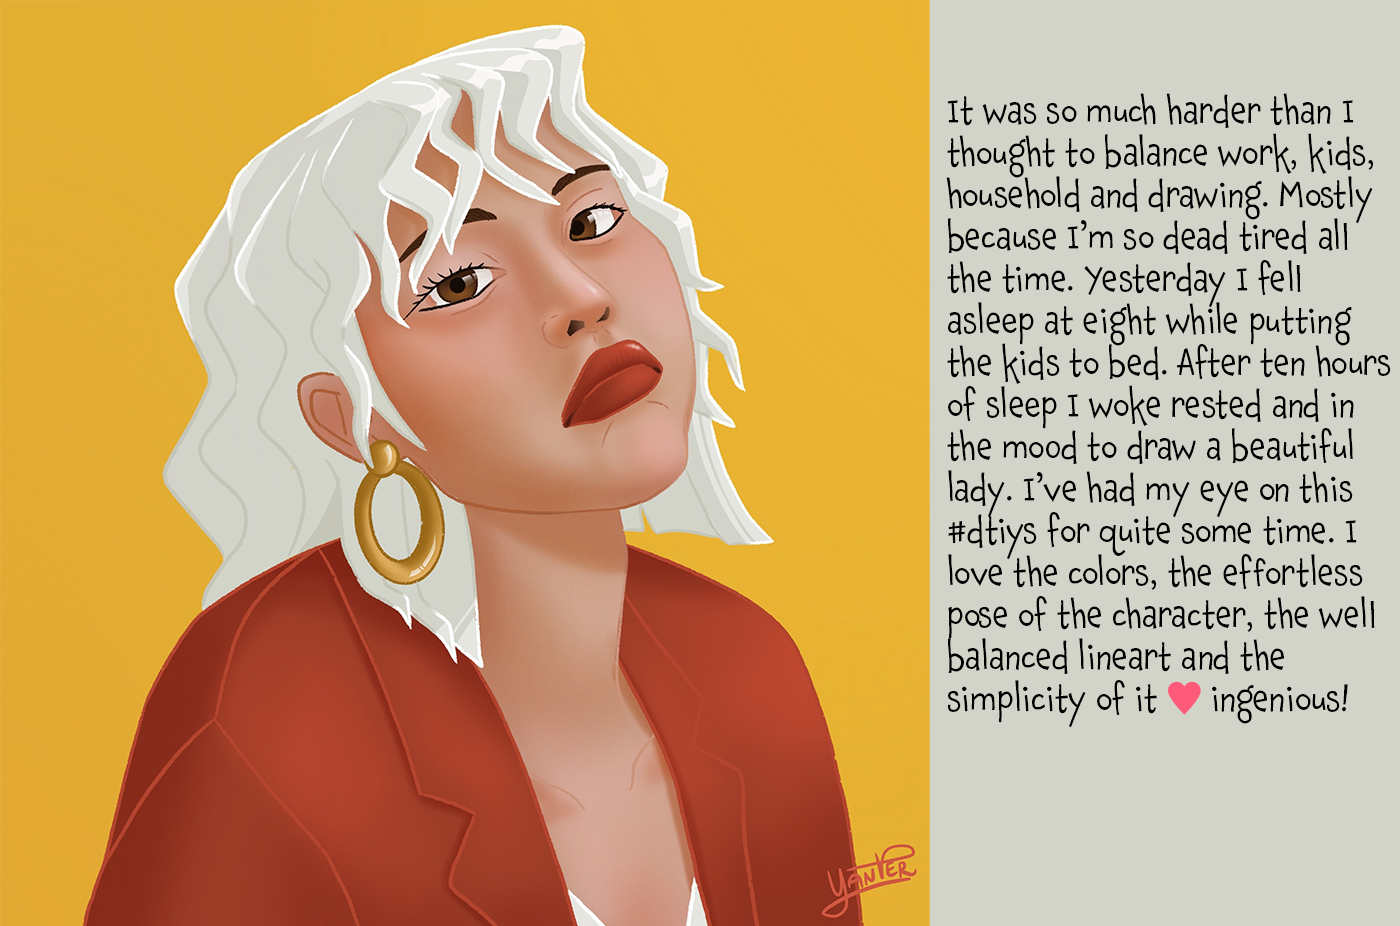 It was so much harder than I
thought to balance work, kids,
household and drawing. Mostly
because I'm so dead tired all
the time. Yesterday I fell
asleep at eight while putting
the kids to bed. After ten hours
of sleep I woke rested and in
the mood to draw a beautiful
lady. I've had my eye on this
#dtiys for quite some time. I
love the colors, the effortless
pose of the character, the well
balanced lineart and the
simplicity of it ♥ ingenious!
YANVER